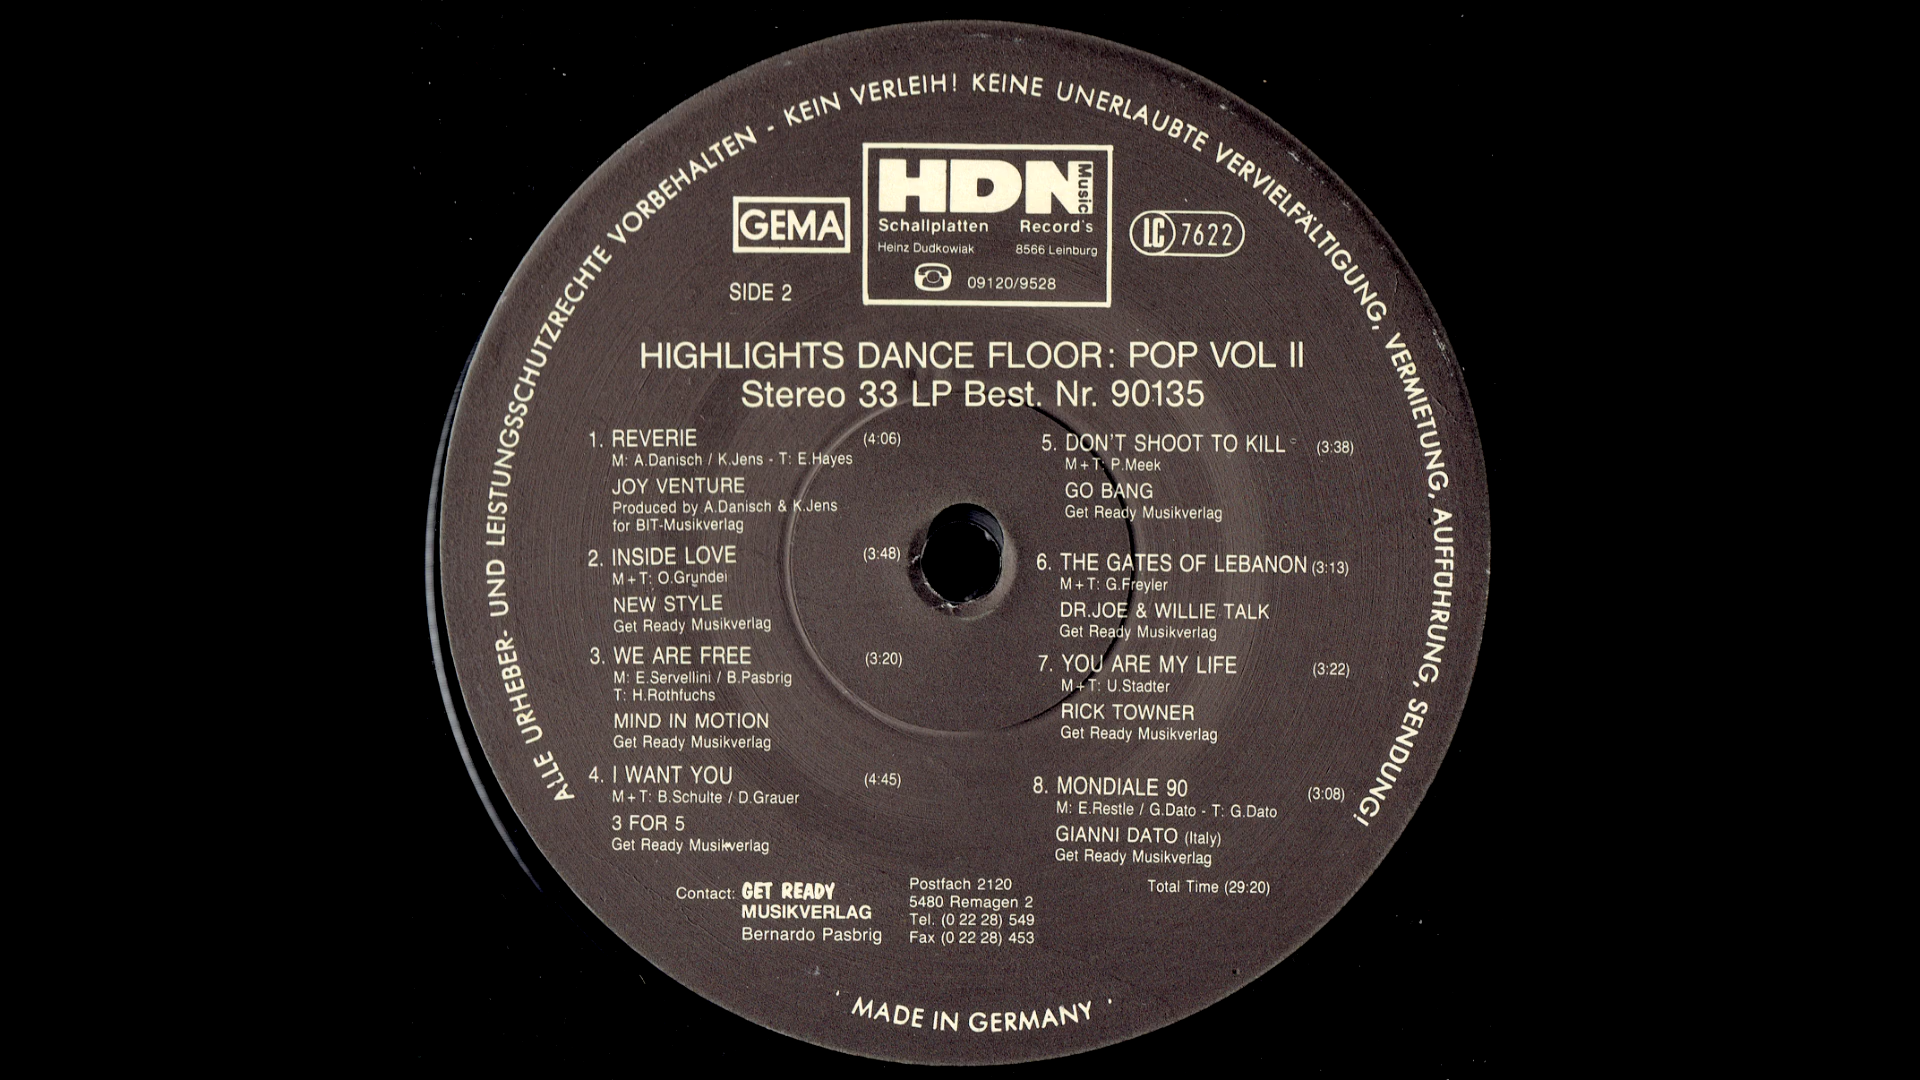 ALLE URHEBER- UND LEISTUNGSSCHUTZRECHTE VORBEHALTEN - KEIN VERLEIH! KEINE UNERLAUBTE VERVIELFÄLTIGUNG, VERMIETUNG, AUFFÜHRUNG, SENDUNG!
GEMA
HDN Music
Schallplatten Record's
Heinz Dudkowiak 8566 Leinburg
09120/9528
LC 7622
SIDE 2
HIGHLIGHTS DANCE FLOOR: POP VOL II
Stereo 33 LP Best. Nr. 90135
1. REVERIE (4:06)
M: A.Danisch / K.Jens - T: E.Hayes
JOY VENTURE
Produced by A.Danisch & K.Jens
for BIT-Musikverlag
2. INSIDE LOVE (3:48)
M+T: O.Grundei
NEW STYLE
Get Ready Musikverlag
3. WE ARE FREE (3:20)
M: E.Servellini / B.Pasbrig
T: H.Rothfuchs
MIND IN MOTION
Get Ready Musikverlag
4. I WANT YOU (4:45)
M+T: B.Schulte / D.Grauer
3 FOR 5
Get Ready Musikverlag
5. DON'T SHOOT TO KILL (3:38)
M+T: P.Meek
GO BANG
Get Ready Musikverlag
6. THE GATES OF LEBANON (3:13)
M+T: G.Freyler
DR.JOE & WILLIE TALK
Get Ready Musikverlag
7. YOU ARE MY LIFE (3:22)
M+T: U.Stadter
RICK TOWNER
Get Ready Musikverlag
8. MONDIALE 90 (3:08)
M: E.Restle / G.Dato - T: G.Dato
GIANNI DATO (Italy)
Get Ready Musikverlag
Total Time (29:20)
Contact: GET READY
MUSIKVERLAG
Bernardo Pasbrig
Postfach 2120
5480 Remagen 2
Tel. (0 22 28) 549
Fax (0 22 28) 453
MADE IN GERMANY